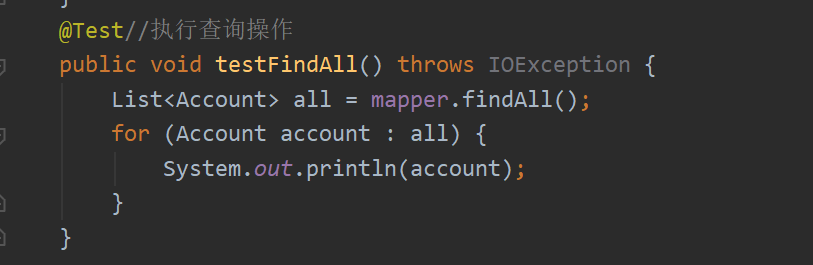 }
@Test//执行查询操作
public void testFindAll() throws IOException {
List<Account> all = mapper.findAll();
for (Account account : all) {
System.out.println(account);
}
}